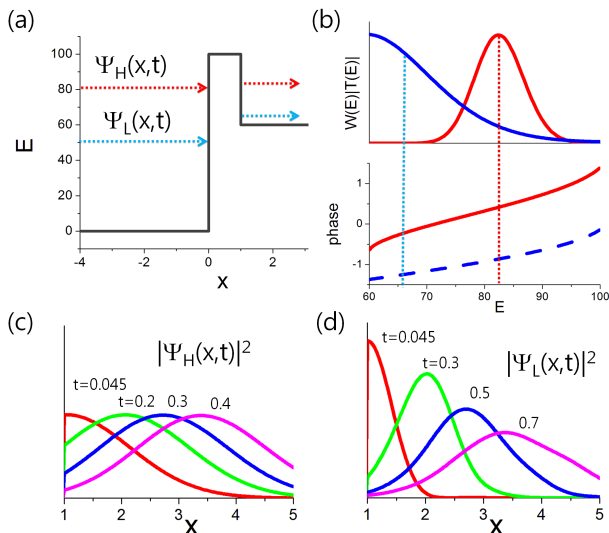 (a)
Ψ_H(x,t)
Ψ_L(x,t)
E
100
80
60
40
20
0
-4
-2
0
2
x
(b)
W(E)|T(E)|
phase
1
0
-1
60
70
80
90
100
E
(c)
|Ψ_H(x,t)|²
t=0.045
t=0.2
0.3
0.4
1
2
3
4
5
x
(d)
t=0.045
t=0.3
|Ψ_L(x,t)|²
0.5
0.7
1
2
3
4
5
x